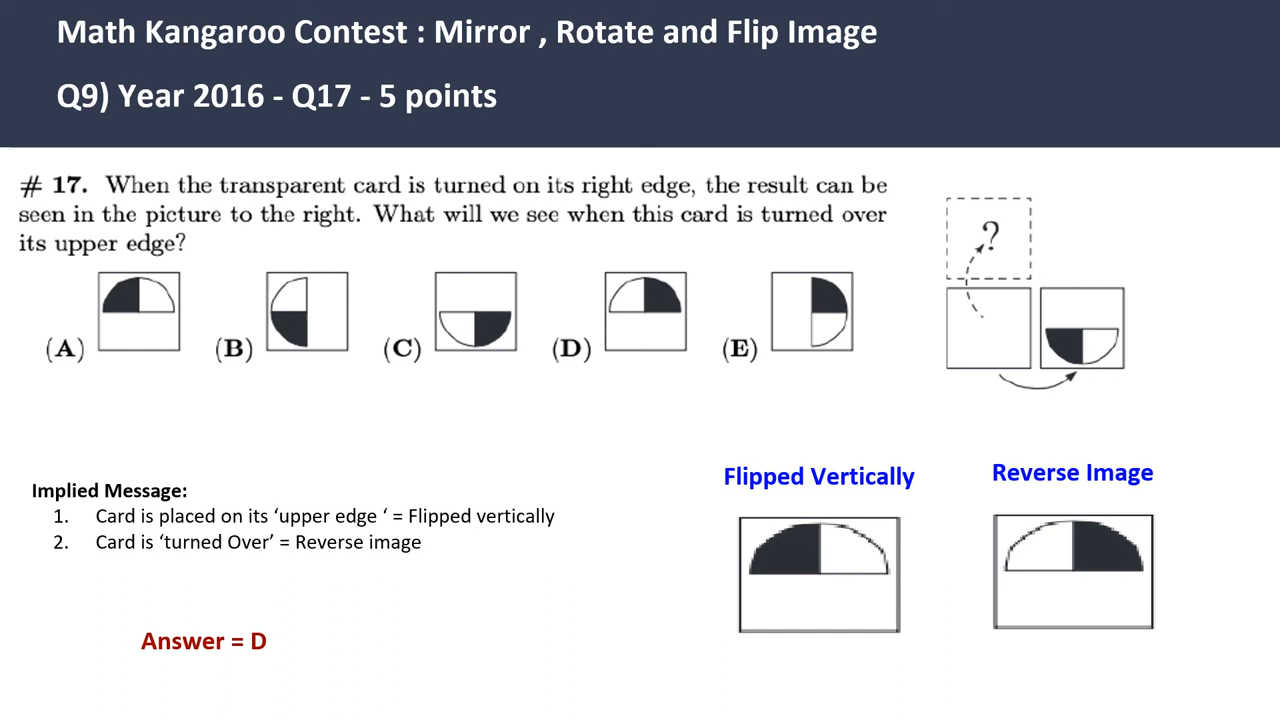 Math Kangaroo Contest : Mirror , Rotate and Flip Image
Q9) Year 2016 - Q17 - 5 points
# 17. When the transparent card is turned on its right edge, the result can be
seen in the picture to the right. What will we see when this card is turned over
its upper edge?
?
(A) (B) (C) (D) (E)
Flipped Vertically
Reverse Image
Implied Message:
1. Card is placed on its ‘upper edge ‘ = Flipped vertically
2. Card is ‘turned Over’ = Reverse image
Answer = D